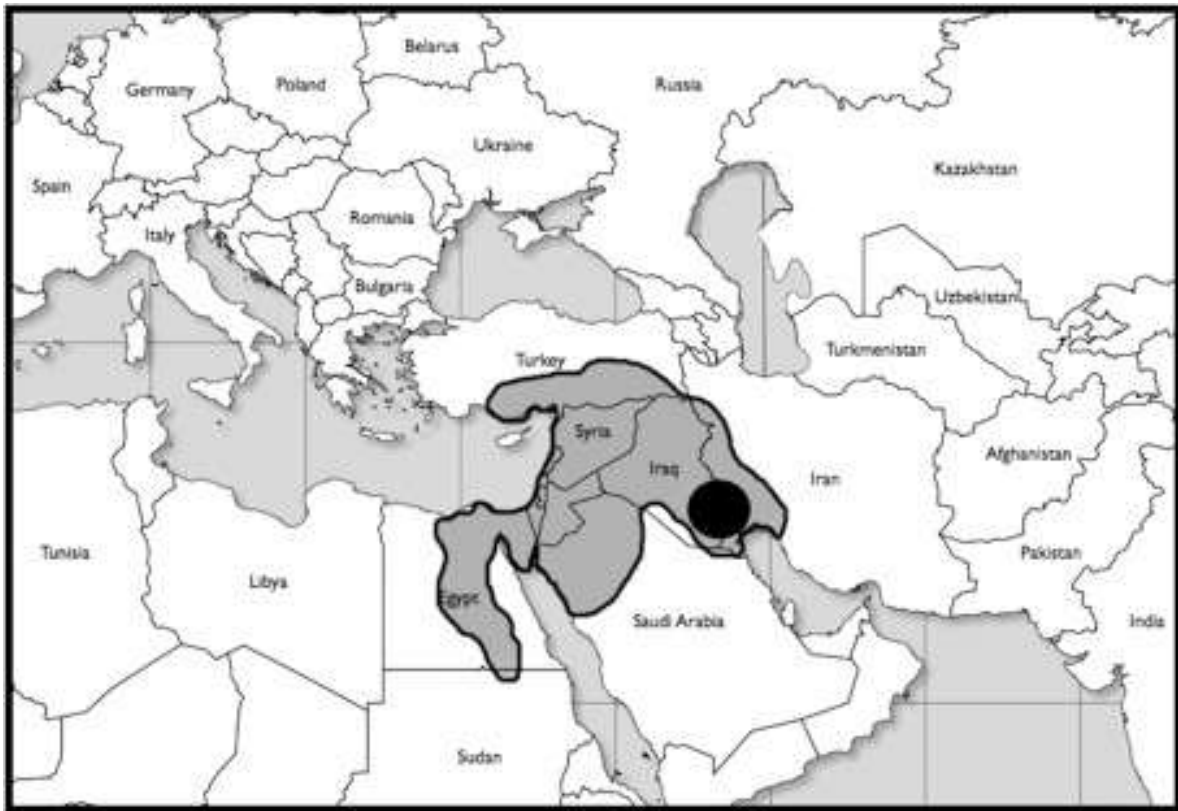 Belarus
Russia
Germany
Poland
Ukraine
Kazakhstan
Spain
Romania
Italy
Bulgaria
Uzbekistan
Turkey
Turkmenistan
Syria
Afghanistan
Iraq
Iran
Tunisia
Pakistan
Libya
Egypt
Saudi Arabia
India
Sudan